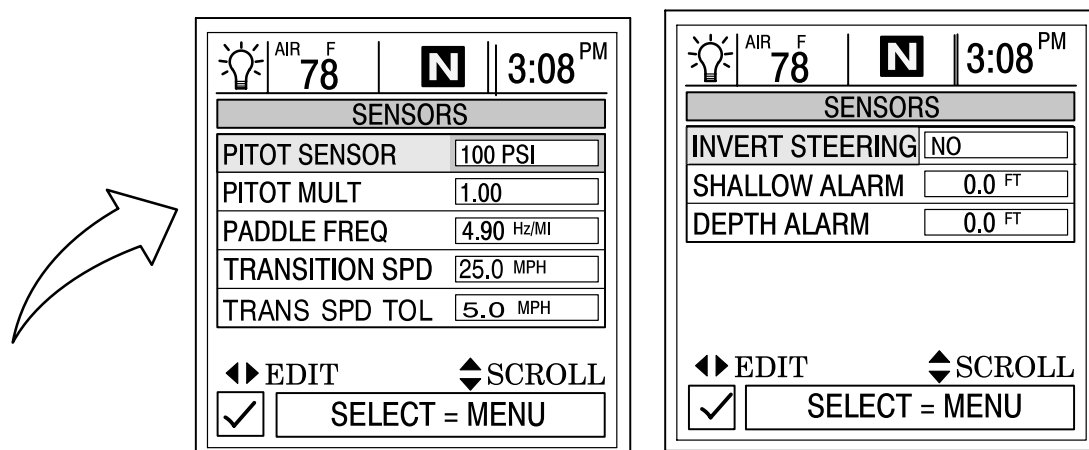 AIR F 78 N 3:08 PM
SENSORS
PITOT SENSOR 100 PSI
PITOT MULT 1.00
PADDLE FREQ 4.90 Hz/MI
TRANSITION SPD 25.0 MPH
TRANS SPD TOL 5.0 MPH
EDIT SCROLL
SELECT = MENU
AIR F 78 N 3:08 PM
SENSORS
INVERT STEERING NO
SHALLOW ALARM 0.0 FT
DEPTH ALARM 0.0 FT
EDIT SCROLL
SELECT = MENU